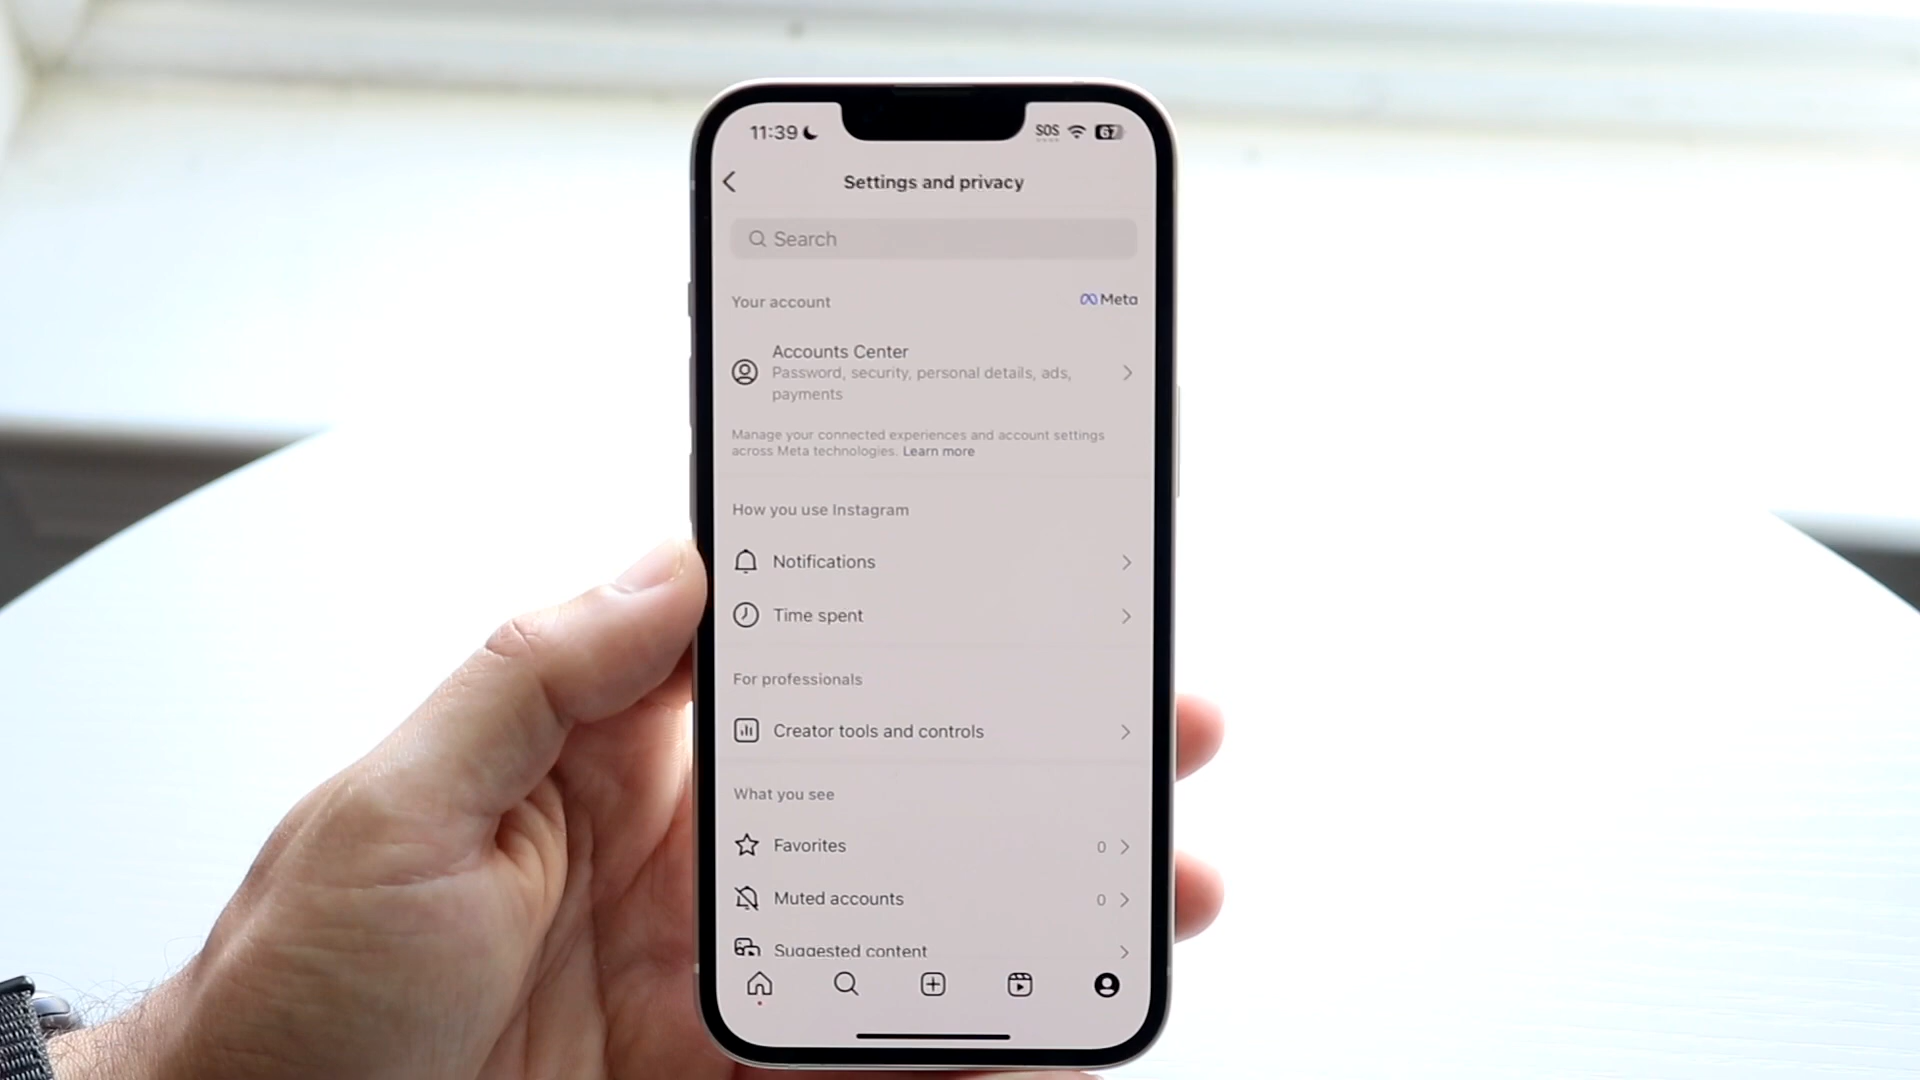 11:39
SOS
67
Settings and privacy
Search
Your account
Meta
Accounts Center
Password, security, personal details, ads,
payments
Manage your connected experiences and account settings
across Meta technologies. Learn more
How you use Instagram
Notifications
Time spent
For professionals
Creator tools and controls
What you see
Favorites 0
Muted accounts 0
Suggested content